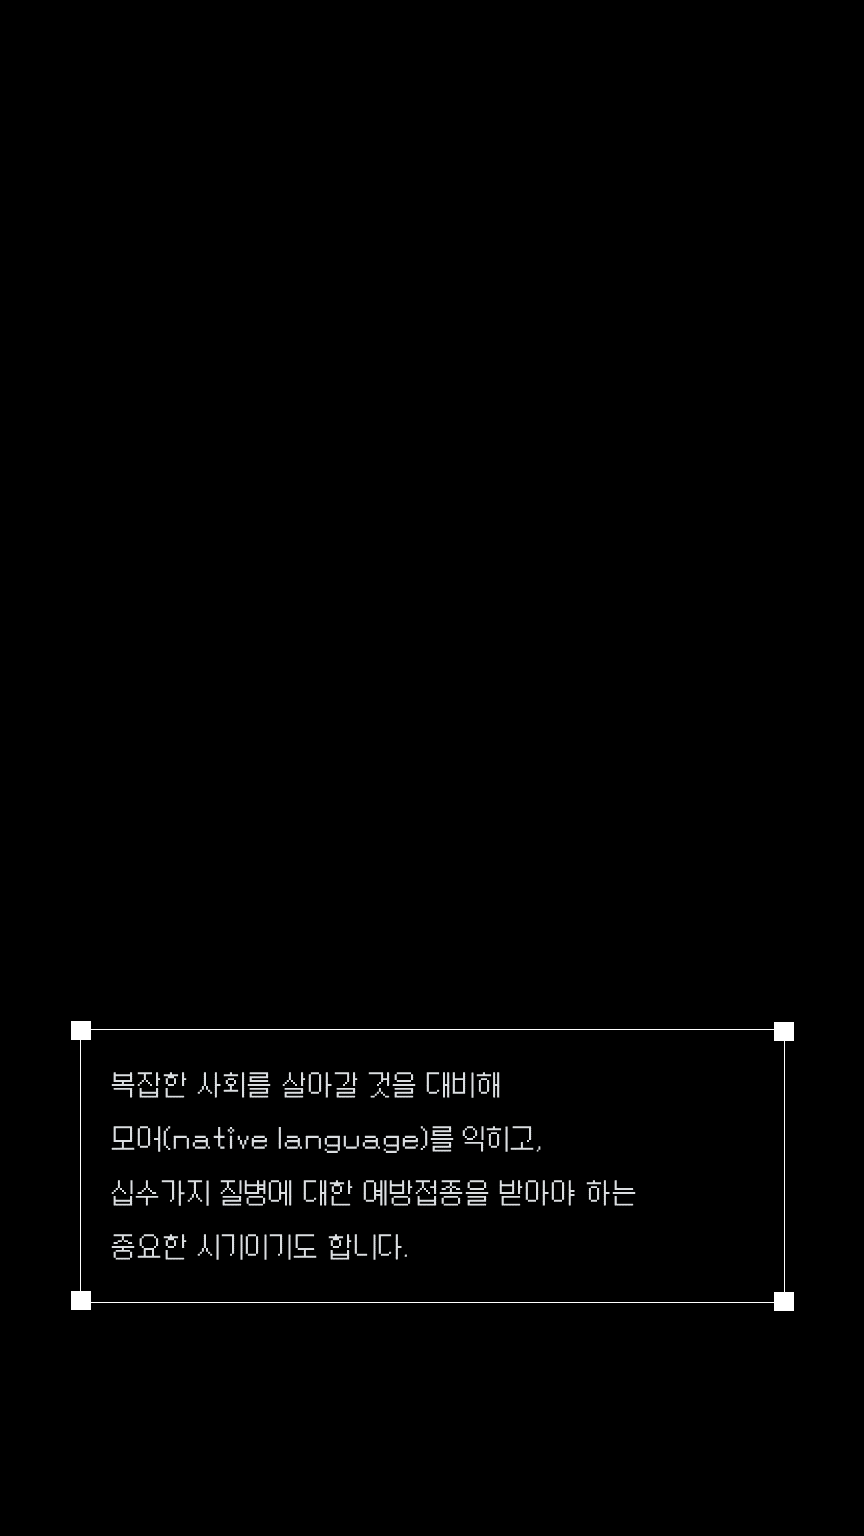 복잡한 사회를 살아갈 것을 대비해
모어(native language)를 익히고,
십수가지 질병에 대한 예방접종을 받아야 하는
중요한 시기이기도 합니다.